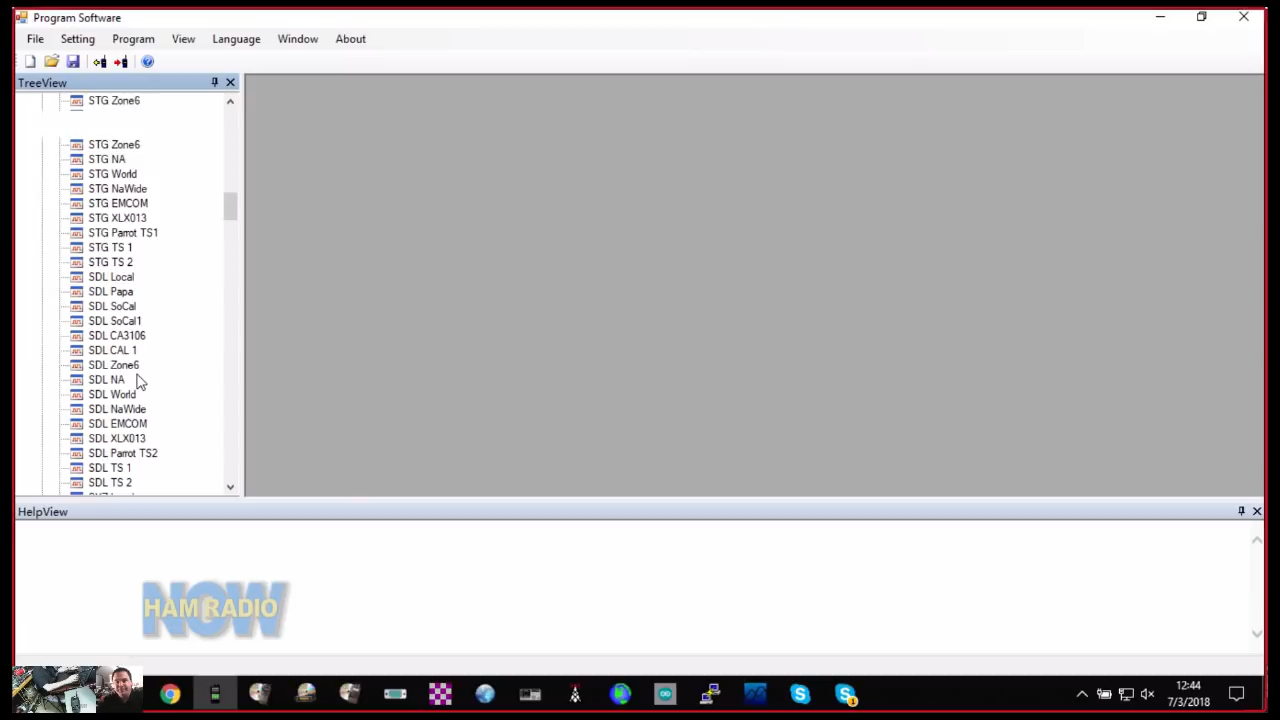 Program Software
File Setting Program View Language Window About
TreeView
STG Zone6
STG Zone6
STG NA
STG World
STG NaWide
STG EMCOM
STG XLX013
STG Parrot TS1
STG TS 1
STG TS 2
SDL Local
SDL Papa
SDL SoCal
SDL SoCal1
SDL CA3106
SDL CAL 1
SDL Zone6
SDL NA
SDL World
SDL NaWide
SDL EMCOM
SDL XLX013
SDL Parrot TS2
SDL TS 1
SDL TS 2
HelpView
NOW
HAM RADIO
12:44
7/3/2018